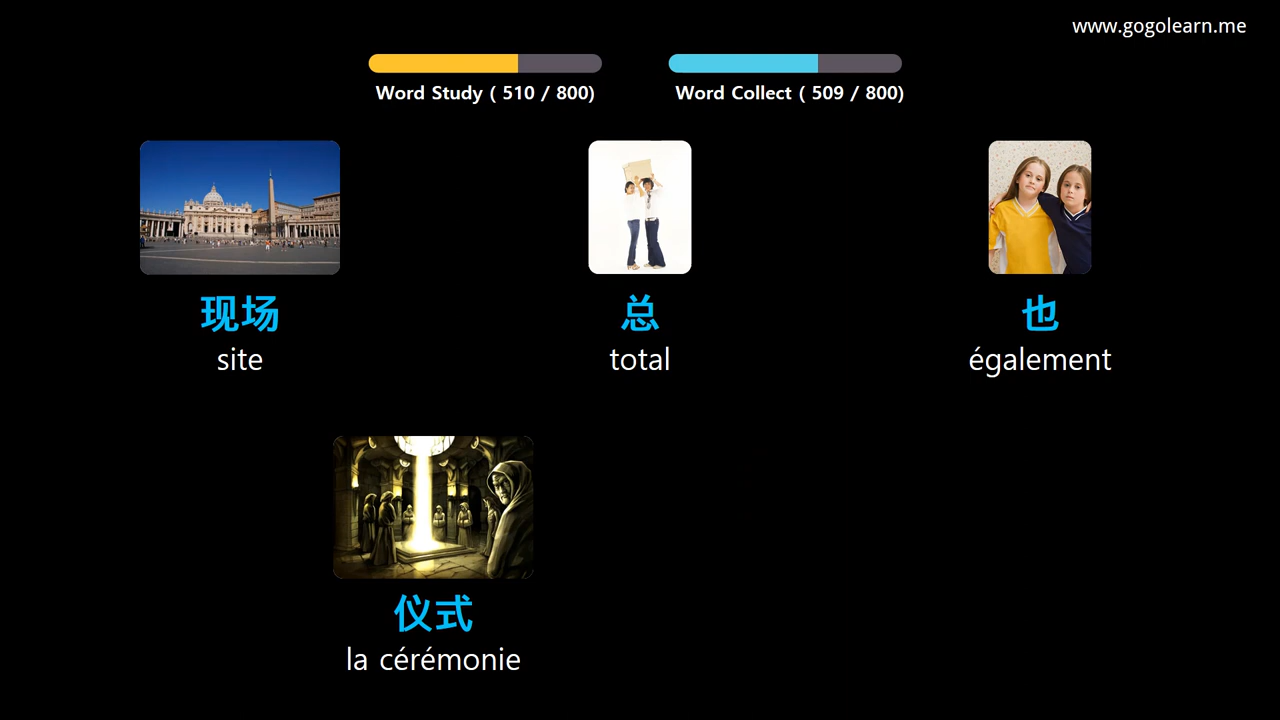 www.gogolearn.me
Word Study ( 510 / 800)
Word Collect ( 509 / 800)
现场
site
总
total
也
également
仪式
la cérémonie